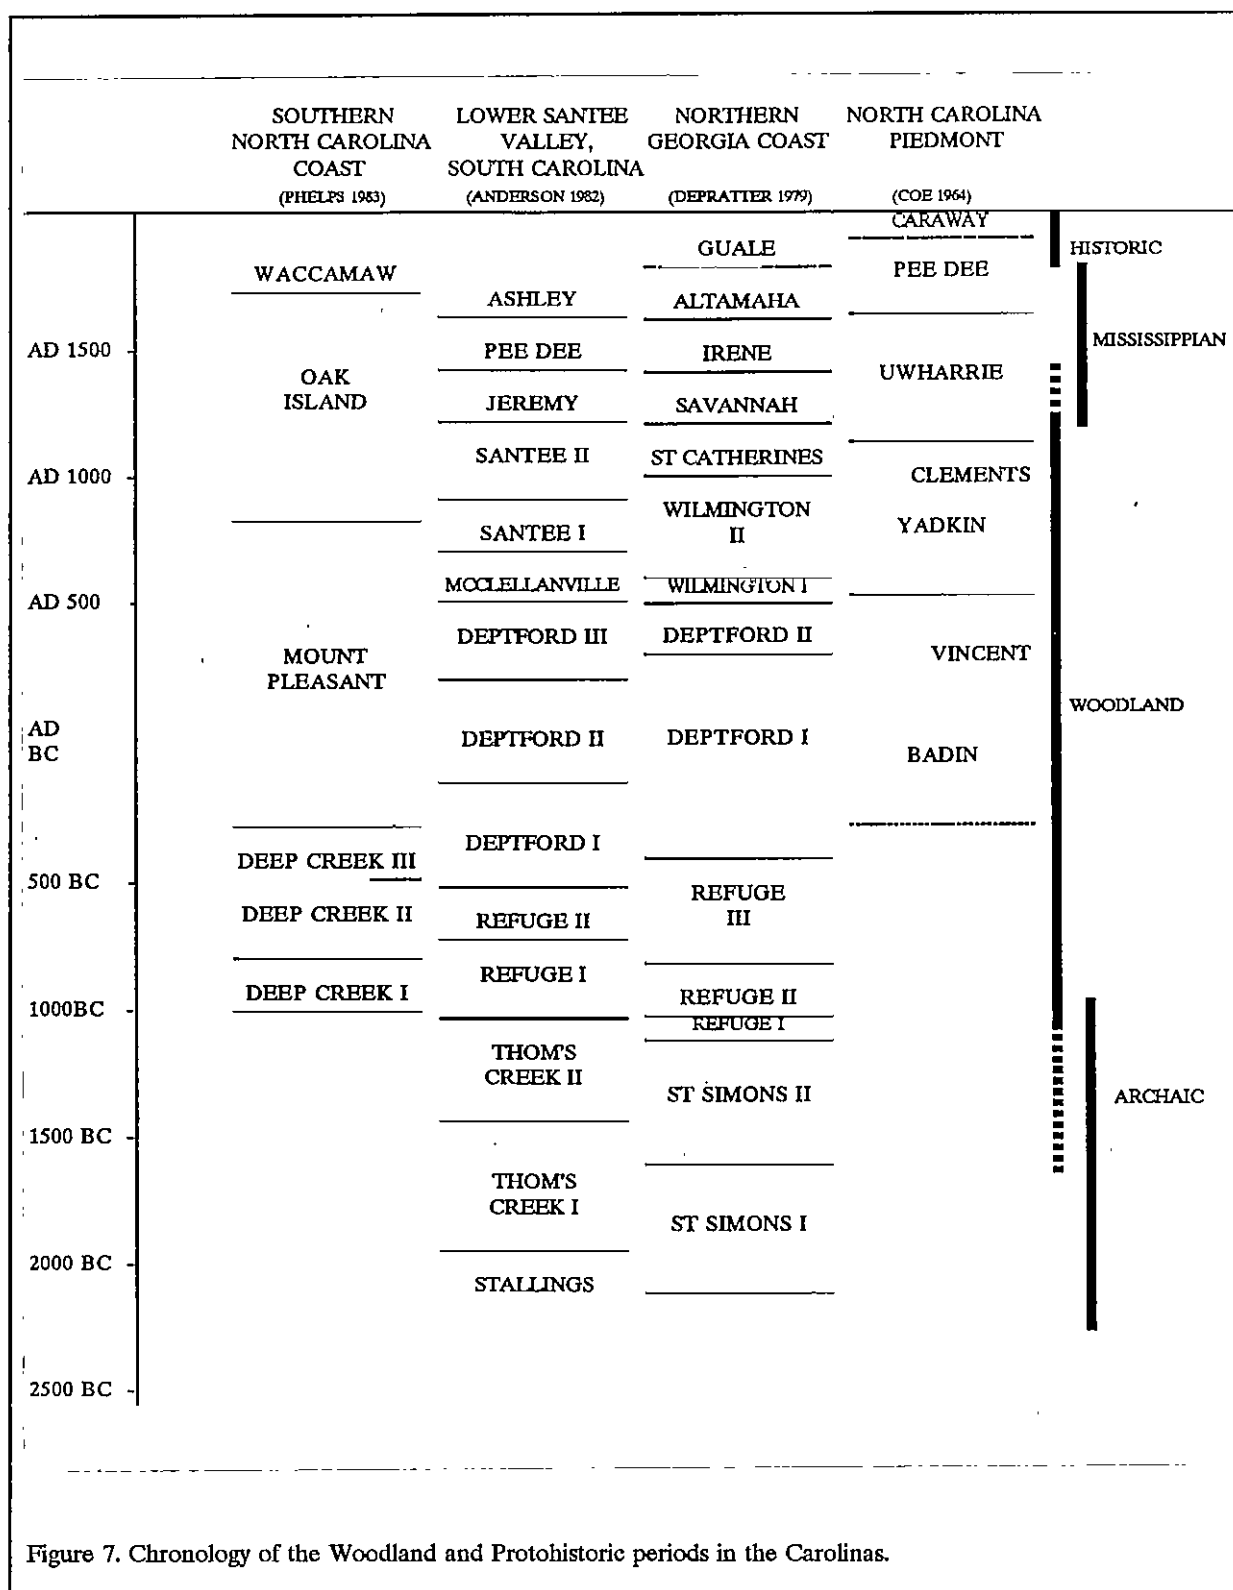 SOUTHERN
NORTH CAROLINA
COAST
(PHELPS 1983)
LOWER SANTEE
VALLEY,
SOUTH CAROLINA
(ANDERSON 1982)
NORTHERN
GEORGIA COAST
(DEPRATTER 1979)
NORTH CAROLINA
PIEDMONT
(COE 1964)
AD 1500
AD 1000
AD 500
AD
BC
500 BC
1000BC
1500 BC
2000 BC
2500 BC
WACCAMAW
OAK
ISLAND
MOUNT
PLEASANT
DEEP CREEK III
DEEP CREEK II
DEEP CREEK I
ASHLEY
PEE DEE
JEREMY
SANTEE II
SANTEE I
MCCLELLANVILLE
DEPTFORD III
DEPTFORD II
DEPTFORD I
REFUGE II
REFUGE I
THOM'S
CREEK II
THOM'S
CREEK I
STALLINGS
GUALE
ALTAMAHA
IRENE
SAVANNAH
ST CATHERINES
WILMINGTON
II
WILMINGTON I
DEPTFORD II
DEPTFORD I
REFUGE
III
REFUGE II
REFUGE I
ST SIMONS II
ST SIMONS I
CARAWAY
PEE DEE
UWHARRIE
CLEMENTS
YADKIN
VINCENT
BADIN
HISTORIC
MISSISSIPPIAN
WOODLAND
ARCHAIC
Figure 7. Chronology of the Woodland and Protohistoric periods in the Carolinas.